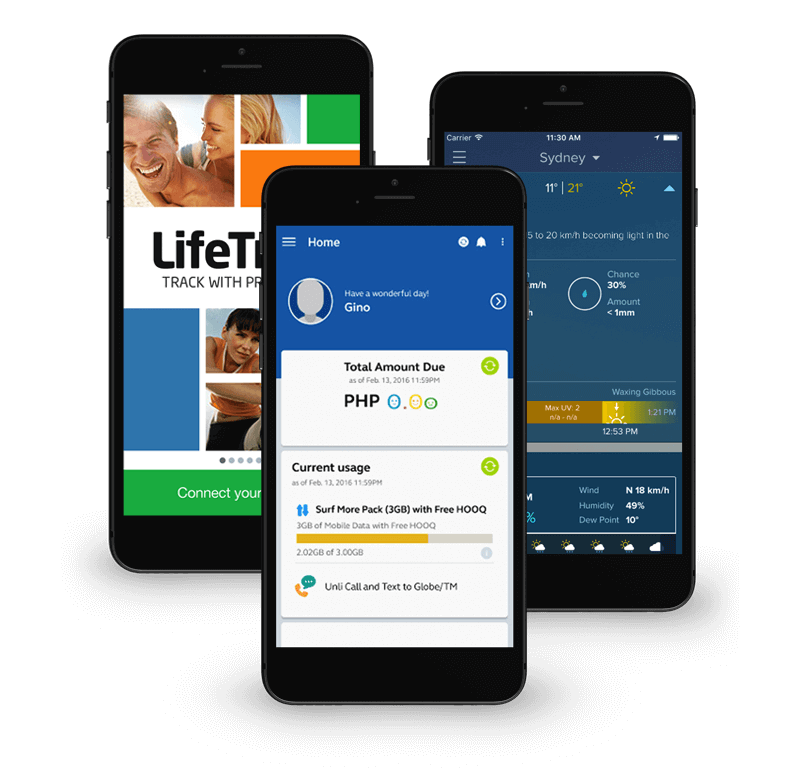 LifeT
TRACK WITH PR
Connect your
Home
Have a wonderful day!
Gino
Total Amount Due
as of Feb. 13, 2016 11:59PM
PHP 0.00
Current usage
as of Feb. 13, 2016 11:59PM
Surf More Pack (3GB) with Free HOOQ
3GB of Mobile Data with Free HOOQ
2.02GB of 3.00GB
Unli Call and Text to Globe/TM
Carrier 11:30 AM
Sydney
11° | 21°
5 to 20 km/h becoming light in the
Chance
m/h 30%
Amount
< 1mm
Waxing Gibbous
Max UV: 2
n/a - n/a
1:21 PM
12:53 PM
Wind N 18 km/h
M
Humidity 49%
%
Dew Point 10°